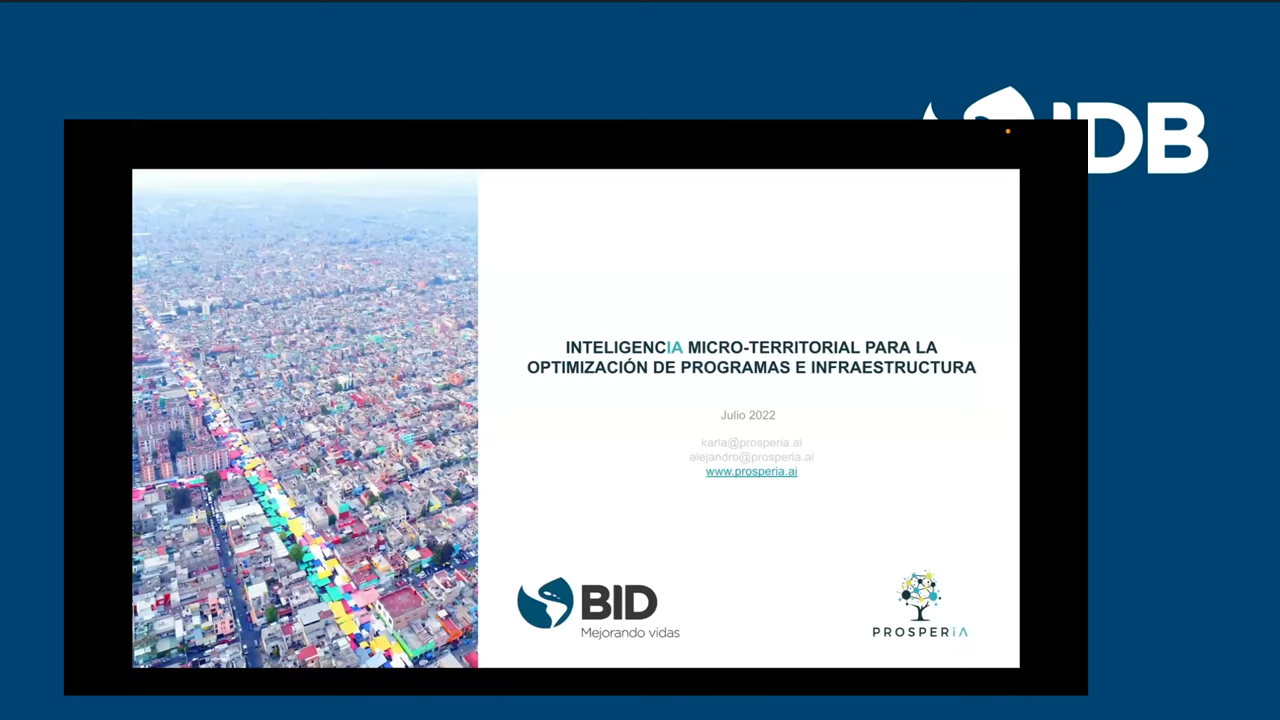 IDB
INTELIGENCIA MICRO-TERRITORIAL PARA LA
OPTIMIZACIÓN DE PROGRAMAS E INFRAESTRUCTURA
Julio 2022
karla@prosperia.ai
alejandro@prosperia.ai
www.prosperia.ai
BID
Mejorando vidas
PROSPERiA